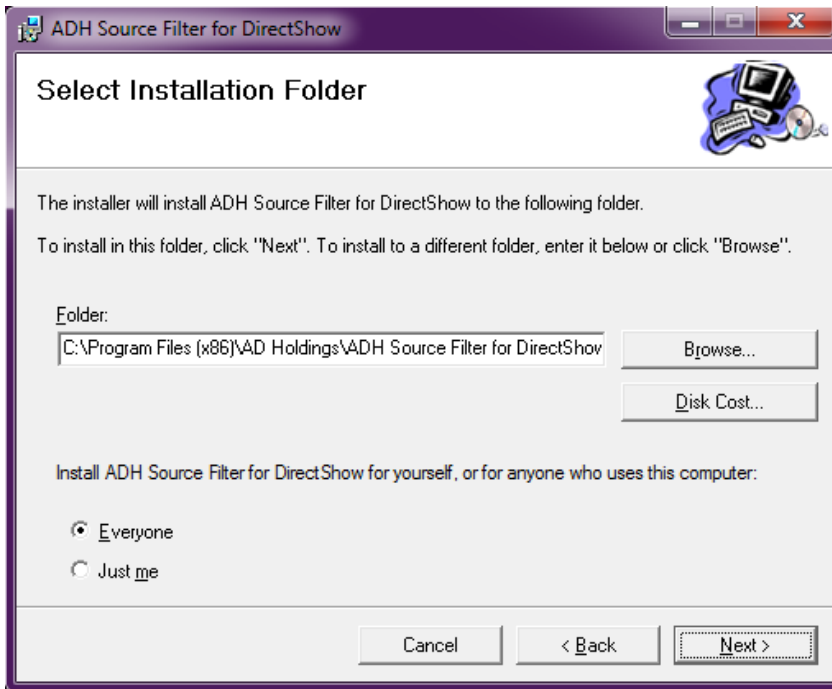 ADH Source Filter for DirectShow
Select Installation Folder
The installer will install ADH Source Filter for DirectShow to the following folder.
To install in this folder, click "Next". To install to a different folder, enter it below or click "Browse".
Folder:
C:\Program Files (x86)\AD Holdings\ADH Source Filter for DirectShov
Browse...
Disk Cost...
Install ADH Source Filter for DirectShow for yourself, or for anyone who uses this computer:
Everyone
Just me
Cancel
< Back
Next >